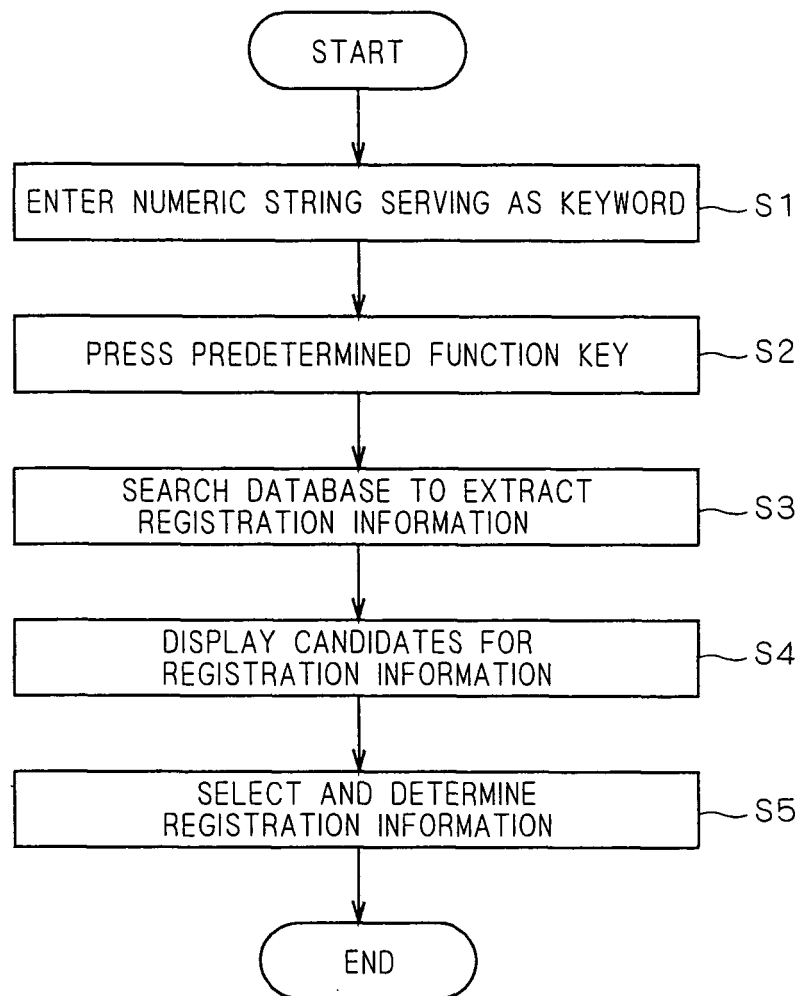 START
ENTER NUMERIC STRING SERVING AS KEYWORD
S1
PRESS PREDETERMINED FUNCTION KEY
S2
SEARCH DATABASE TO EXTRACT
REGISTRATION INFORMATION
S3
DISPLAY CANDIDATES FOR
REGISTRATION INFORMATION
S4
SELECT AND DETERMINE
REGISTRATION INFORMATION
S5
END